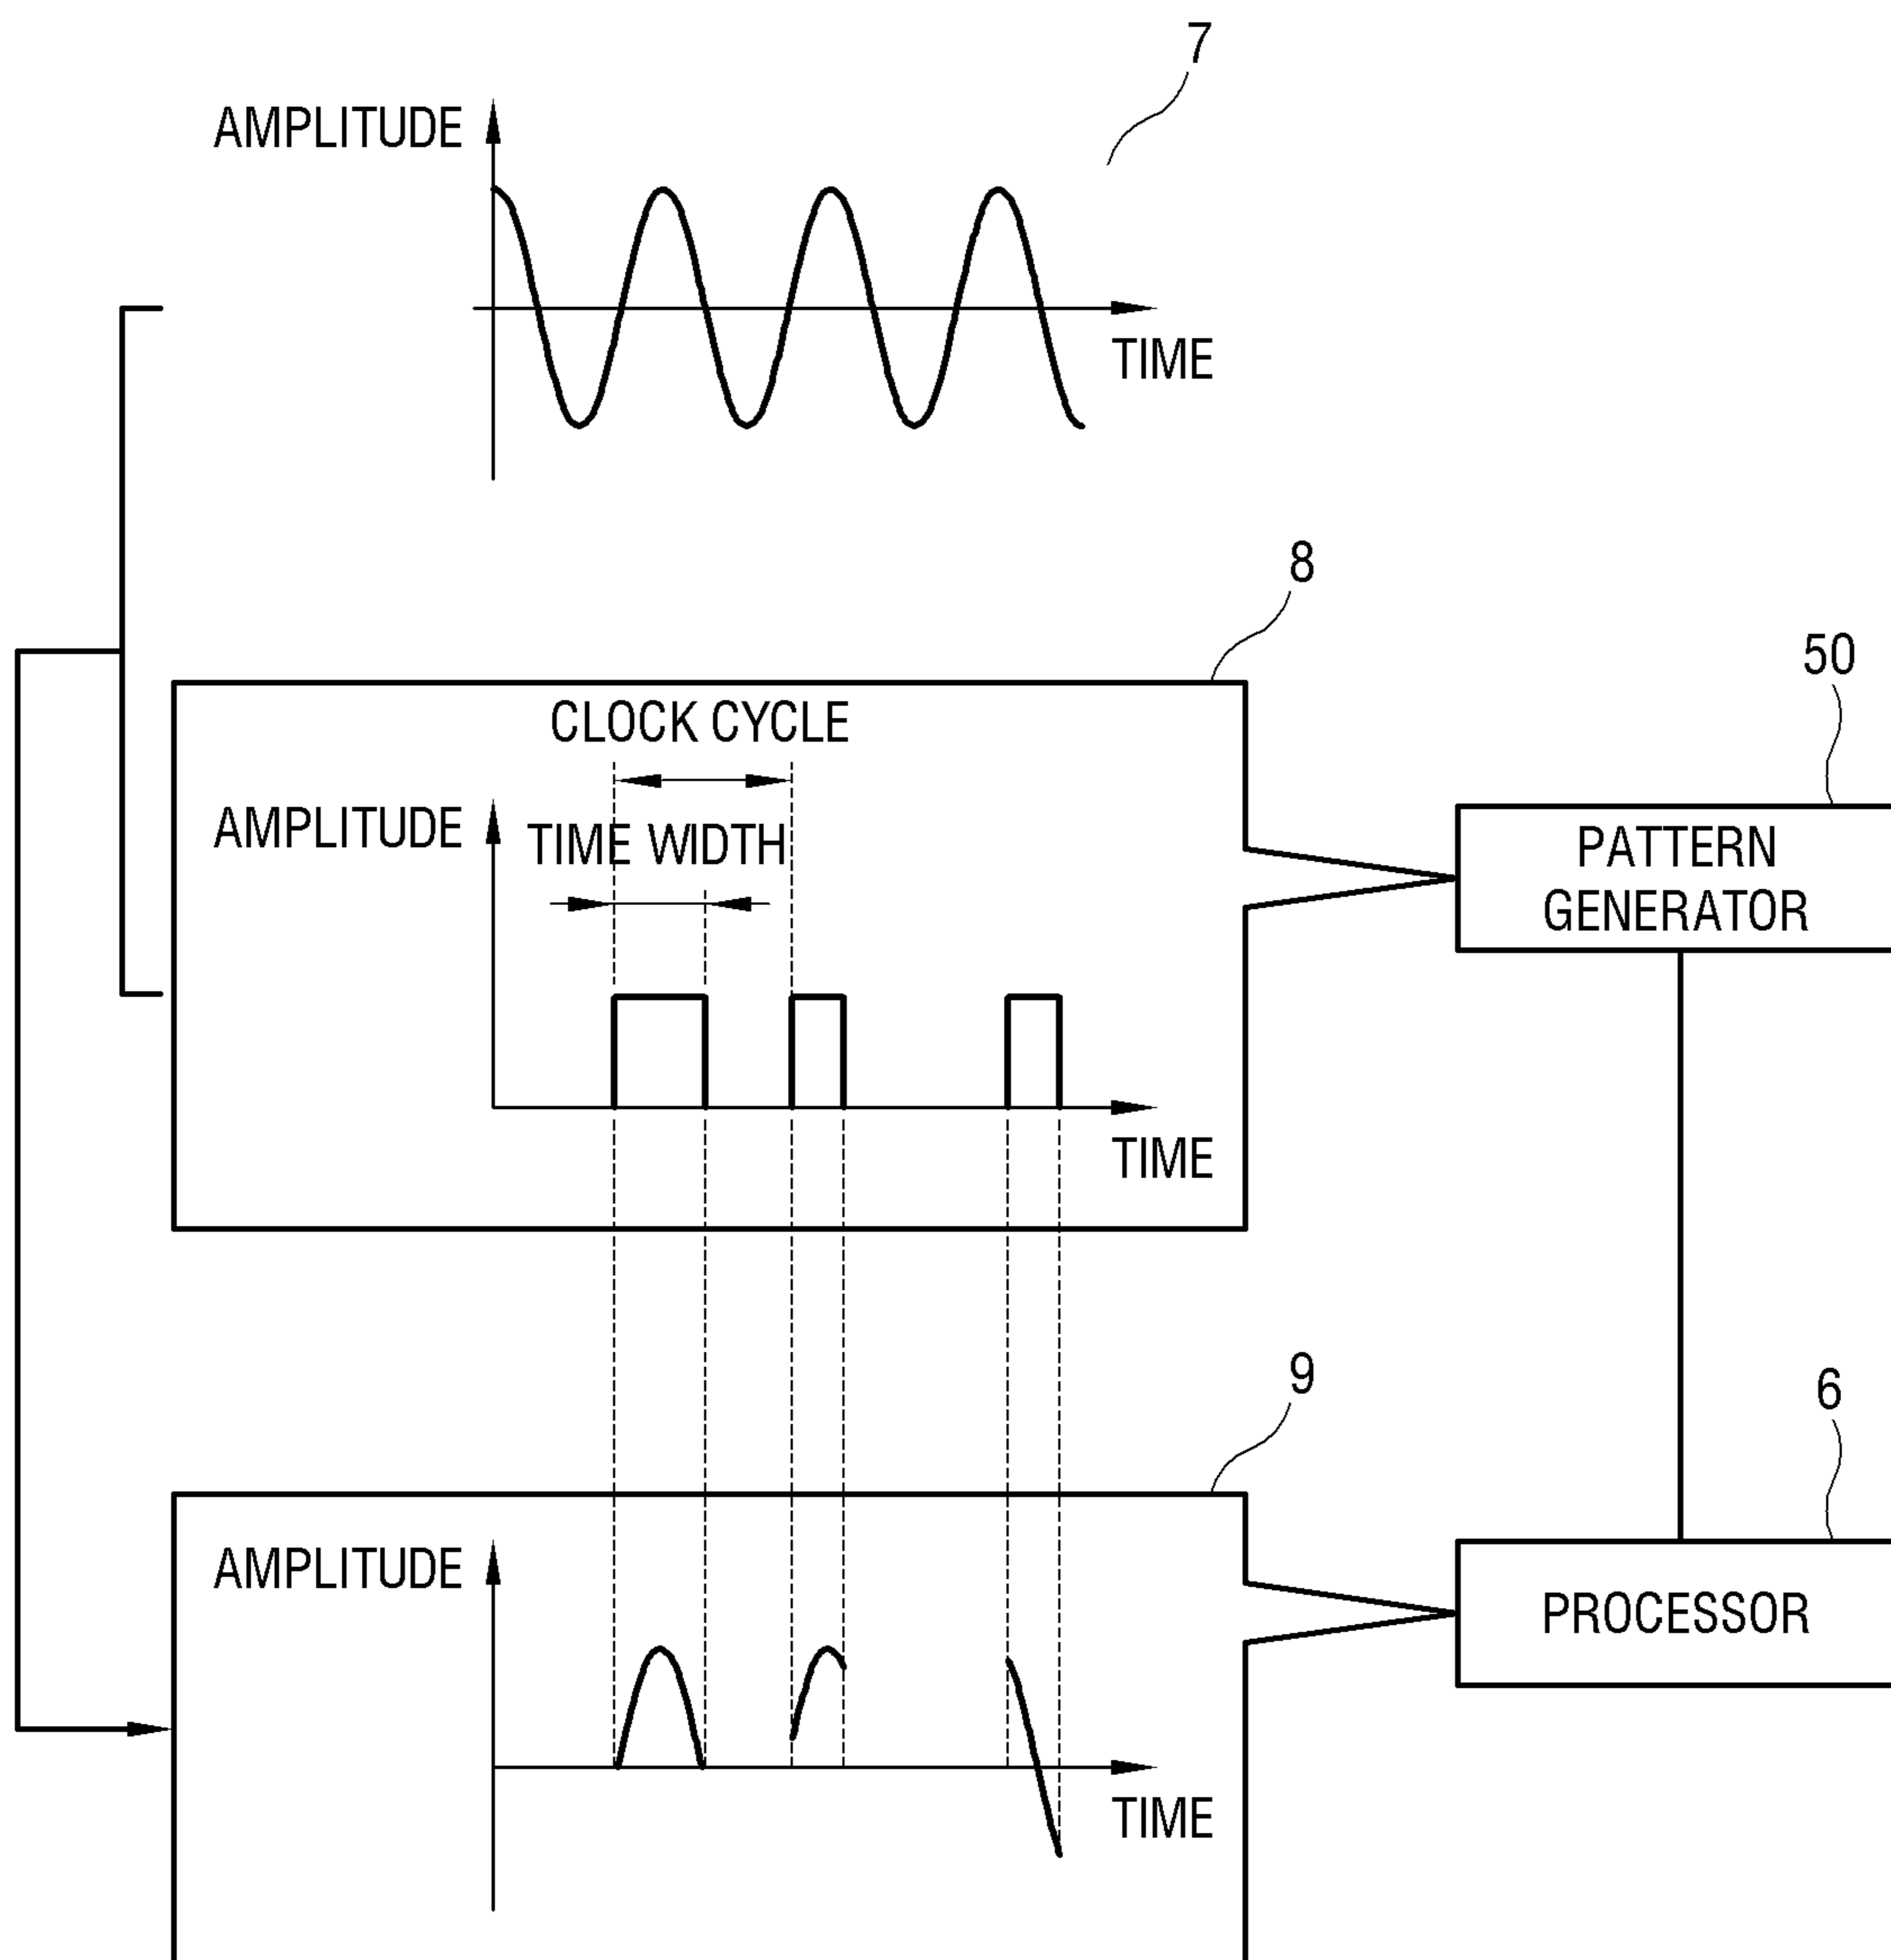 7
AMPLITUDE
TIME
8
50
CLOCK CYCLE
AMPLITUDE
TIME WIDTH
PATTERN
GENERATOR
TIME
9
6
AMPLITUDE
PROCESSOR
TIME